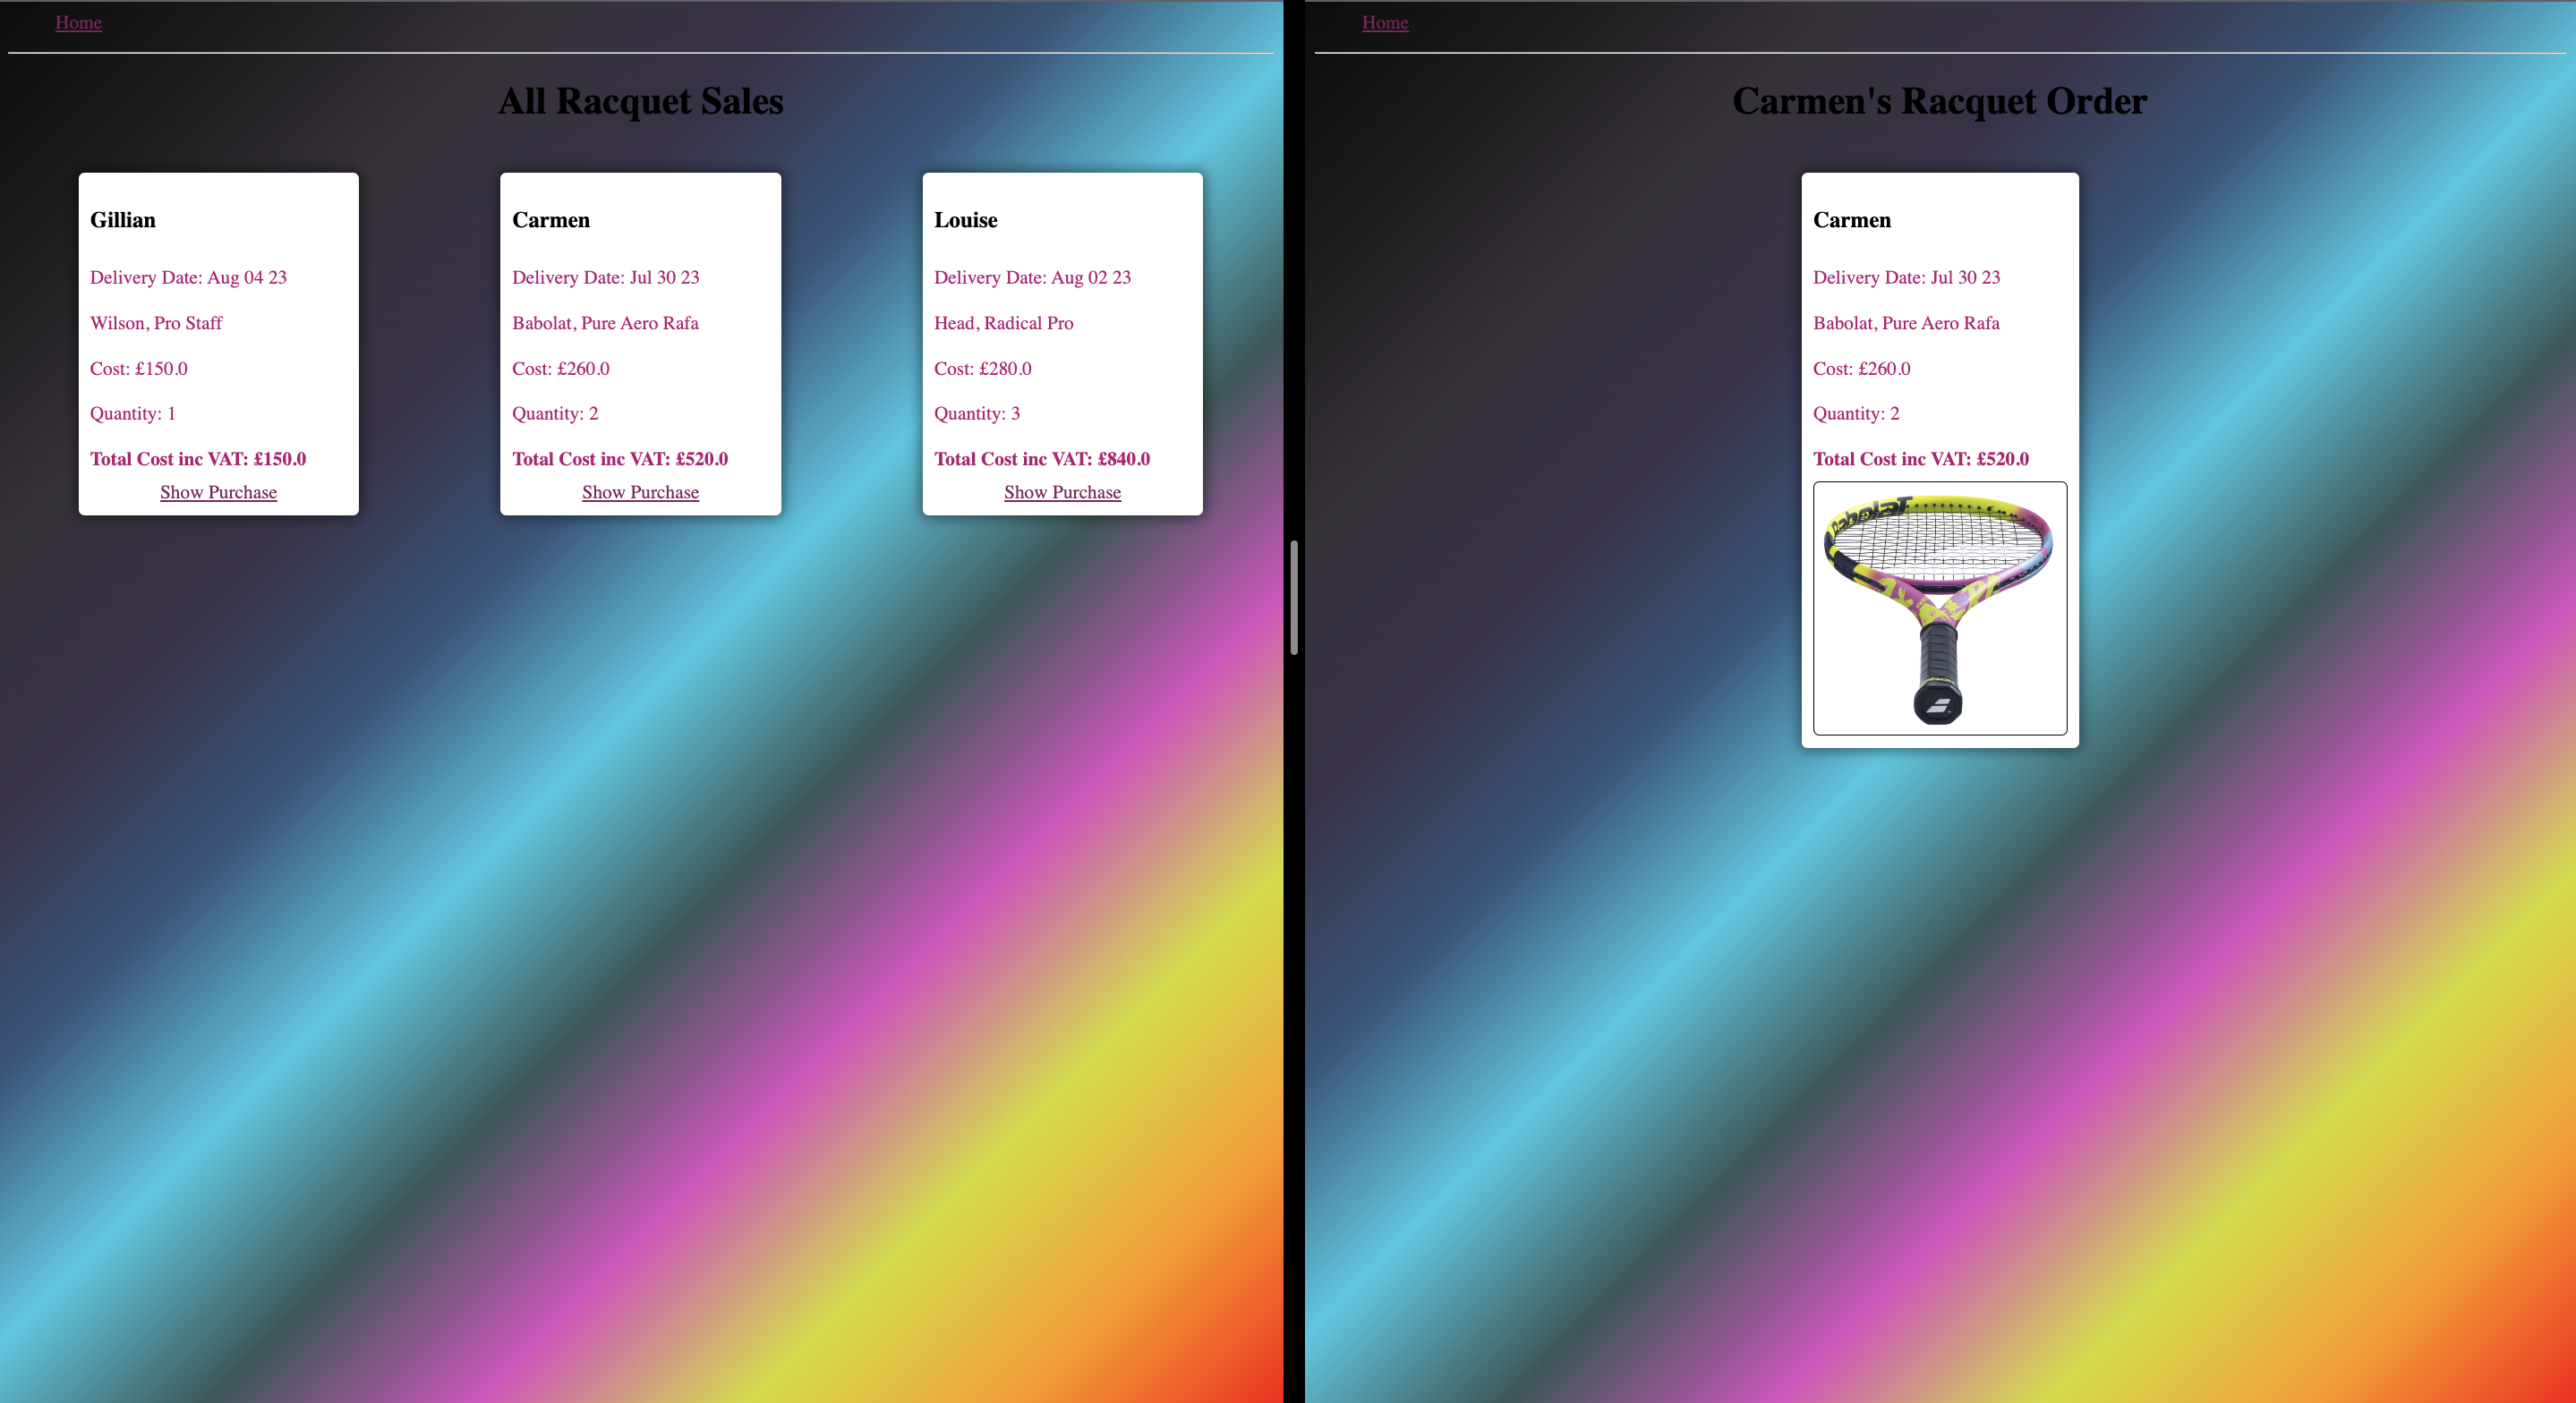 Home
All Racquet Sales
Gillian
Delivery Date: Aug 04 23
Wilson, Pro Staff
Cost: £150.0
Quantity: 1
Total Cost inc VAT: £150.0
Show Purchase
Carmen
Delivery Date: Jul 30 23
Babolat, Pure Aero Rafa
Cost: £260.0
Quantity: 2
Total Cost inc VAT: £520.0
Show Purchase
Louise
Delivery Date: Aug 02 23
Head, Radical Pro
Cost: £280.0
Quantity: 3
Total Cost inc VAT: £840.0
Show Purchase
Home
Carmen's Racquet Order
Carmen
Delivery Date: Jul 30 23
Babolat, Pure Aero Rafa
Cost: £260.0
Quantity: 2
Total Cost inc VAT: £520.0
BabolaT